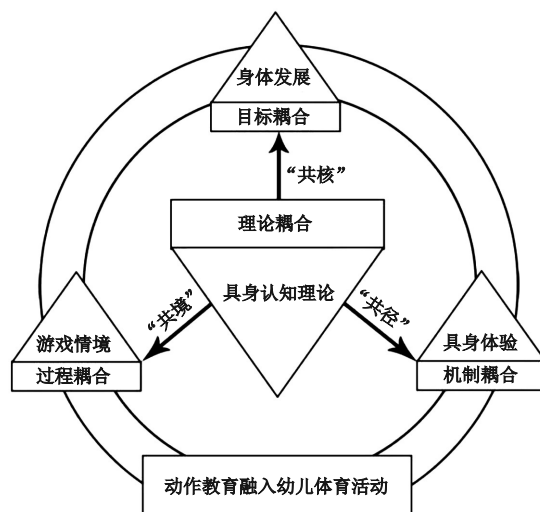 身体发展
目标耦合
“共核”
理论耦合
具身认知理论
“共境”
“共径”
游戏情境
过程耦合
具身体验
机制耦合
动作教育融入幼儿体育活动